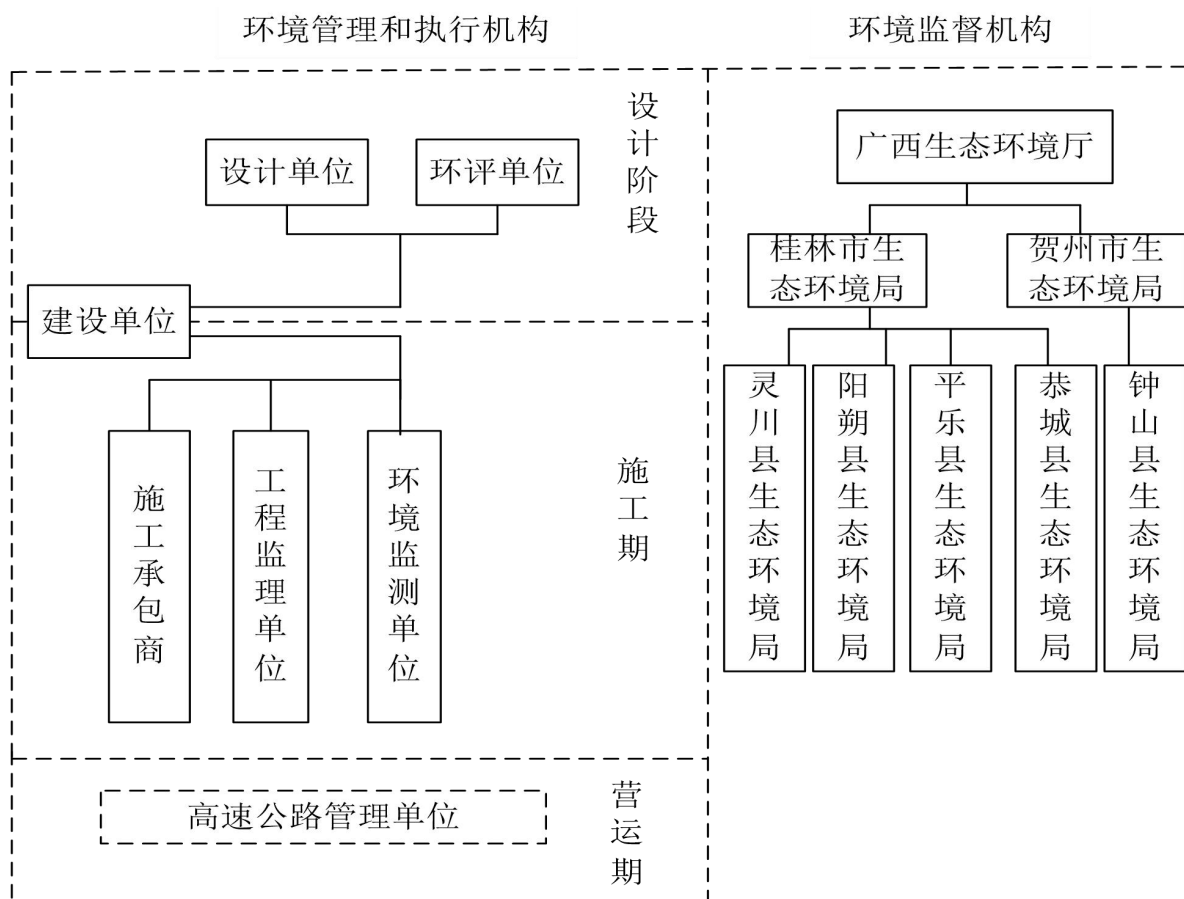 环境管理和执行机构
环境监督机构
设计阶段
设计单位
环评单位
建设单位
施工承包商
工程监理单位
环境监测单位
施工期
高速公路管理单位
营运期
广西生态环境厅
桂林市生
态环境局
贺州市生
态环境局
灵川县生态环境局
阳朔县生态环境局
平乐县生态环境局
恭城县生态环境局
钟山县生态环境局